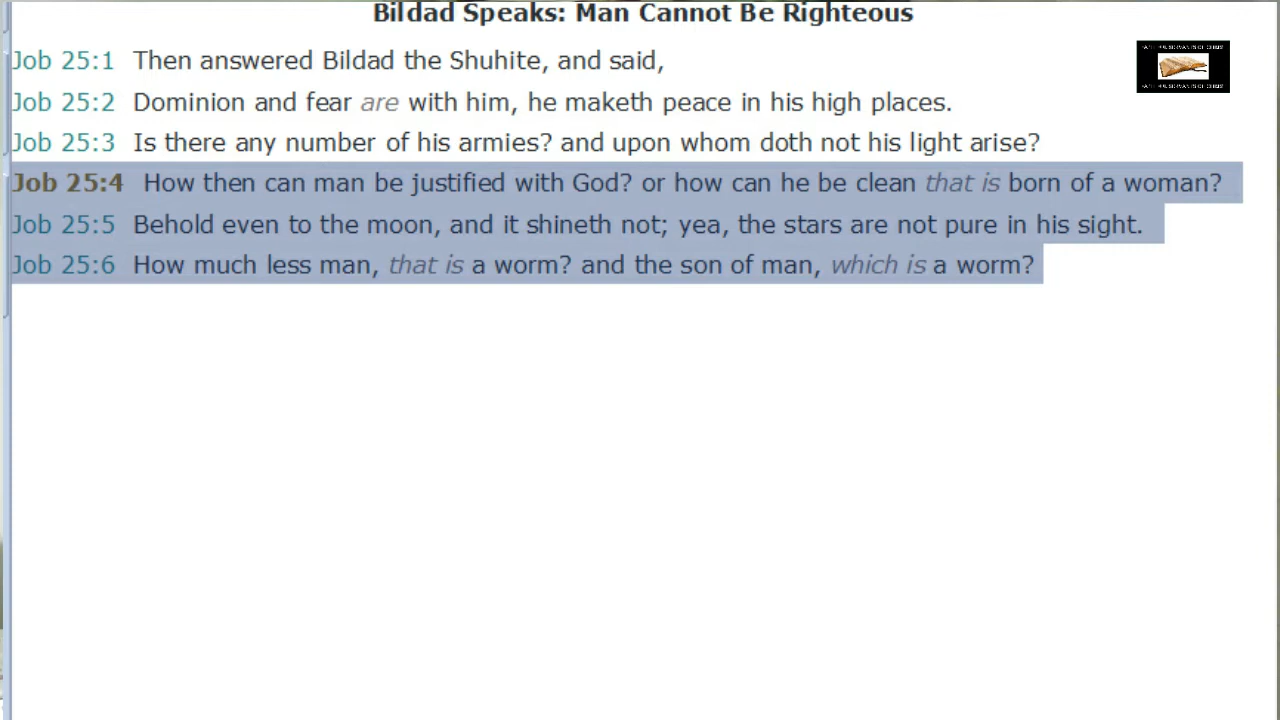 Bildad Speaks: Man Cannot Be Righteous
Job 25:1 Then answered Bildad the Shuhite, and said,
Job 25:2 Dominion and fear are with him, he maketh peace in his high places.
Job 25:3 Is there any number of his armies? and upon whom doth not his light arise?
Job 25:4 How then can man be justified with God? or how can he be clean that is born of a woman?
Job 25:5 Behold even to the moon, and it shineth not; yea, the stars are not pure in his sight.
Job 25:6 How much less man, that is a worm? and the son of man, which is a worm?